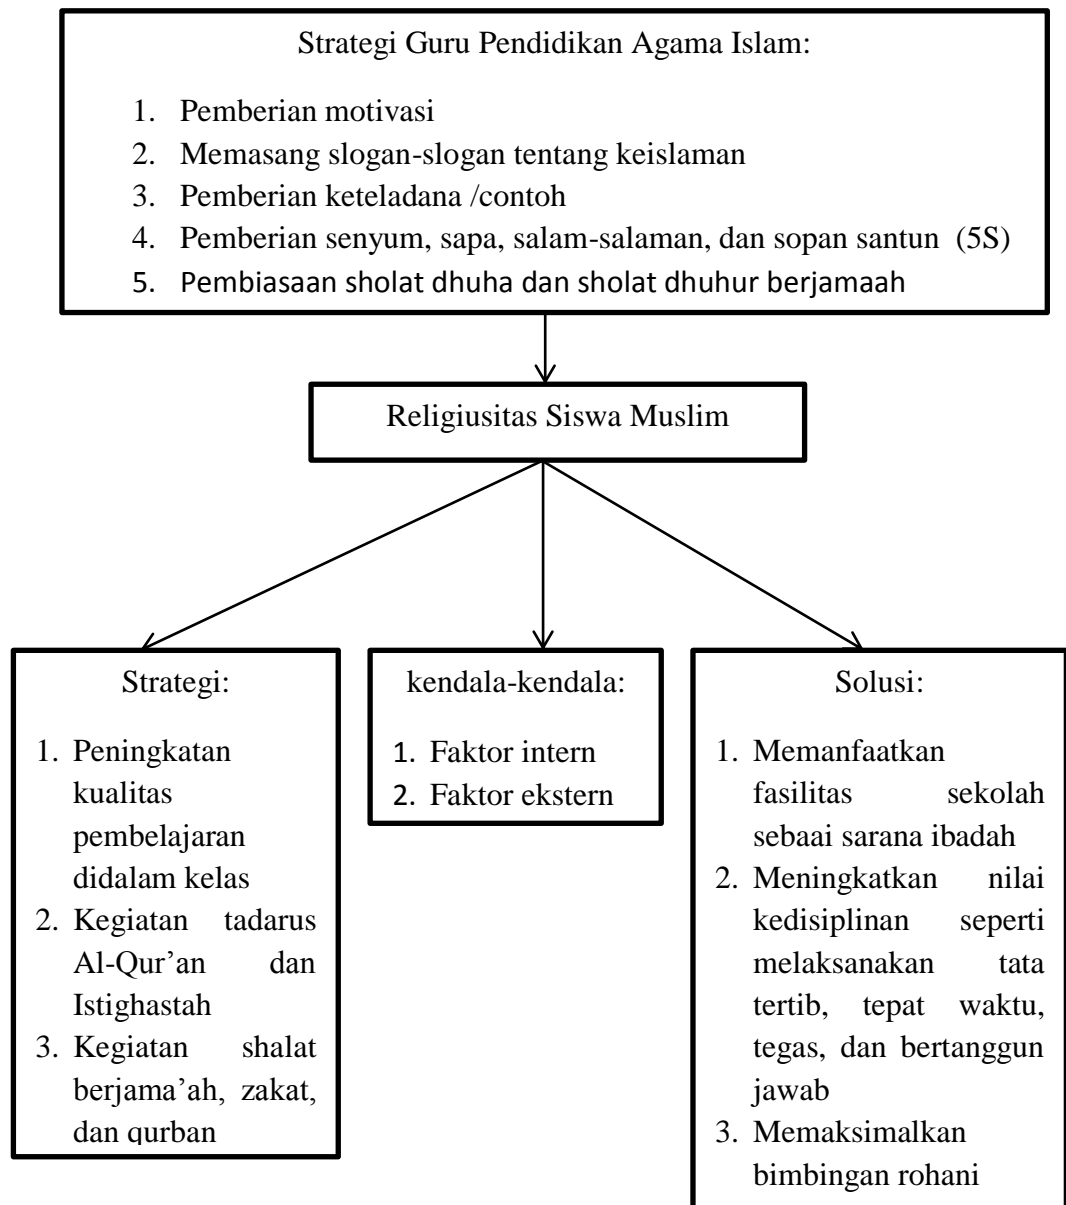 Strategi Guru Pendidikan Agama Islam:
1. Pemberian motivasi
2. Memasang slogan-slogan tentang keislaman
3. Pemberian keteladana /contoh
4. Pemberian senyum, sapa, salam-salaman, dan sopan santun (5S)
5. Pembiasaan sholat dhuha dan sholat dhuhur berjamaah
Religiusitas Siswa Muslim
Strategi:
1. Peningkatan
kualitas
pembelajaran
didalam kelas
2. Kegiatan tadarus
Al-Qur’an dan
Istighastah
3. Kegiatan shalat
berjama’ah, zakat,
dan qurban
kendala-kendala:
1. Faktor intern
2. Faktor ekstern
Solusi:
1. Memanfaatkan
fasilitas sekolah
sebaai sarana ibadah
2. Meningkatkan nilai
kedisiplinan seperti
melaksanakan tata
tertib, tepat waktu,
tegas, dan bertanggun
jawab
3. Memaksimalkan
bimbingan rohani